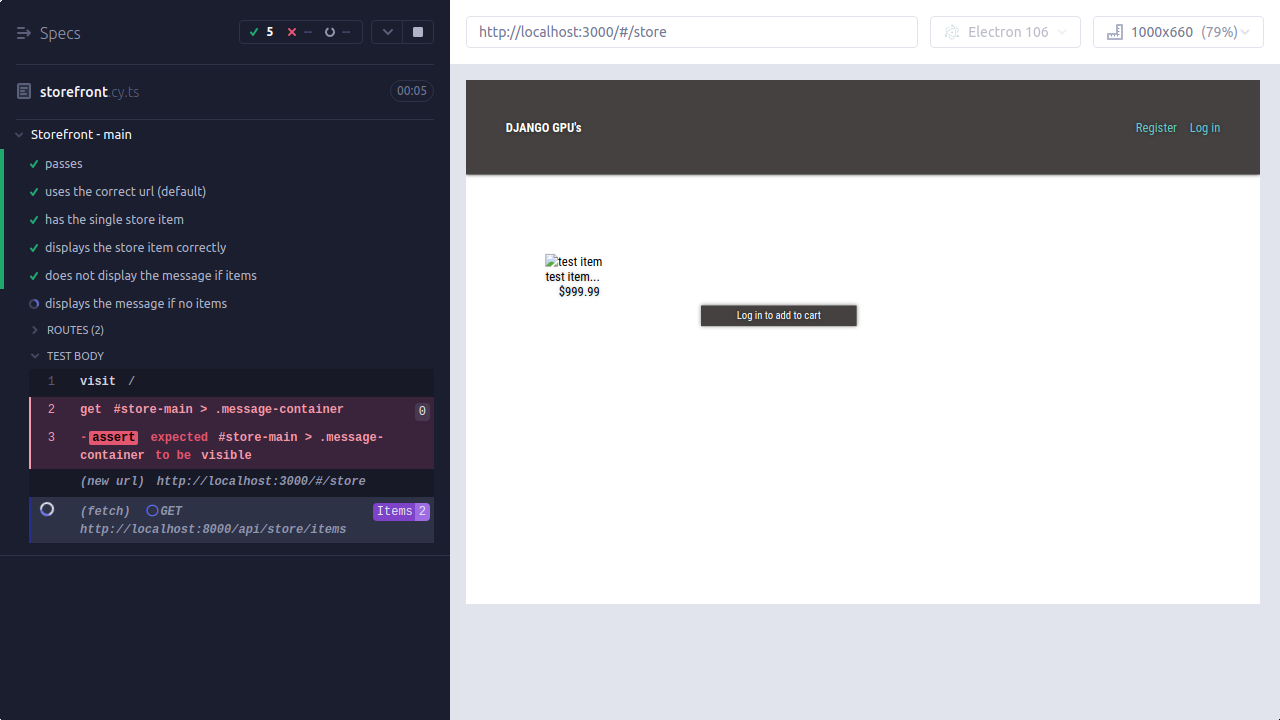 Specs
5
--
--
storefront.cy.ts
00:05
Storefront - main
passes
uses the correct url (default)
has the single store item
displays the store item correctly
does not display the message if items
displays the message if no items
ROUTES (2)
TEST BODY
1 visit /
2 get #store-main > .message-container 0
3 -assert expected #store-main > .message-
container to be visible
(new url) http://localhost:3000/#/store
(fetch) GET Items 2
http://localhost:8000/api/store/items
http://localhost:3000/#/store
Electron 106
1000x660 (79%)
DJANGO GPU's
Register Log in
test item
test item...
$999.99
Log in to add to cart